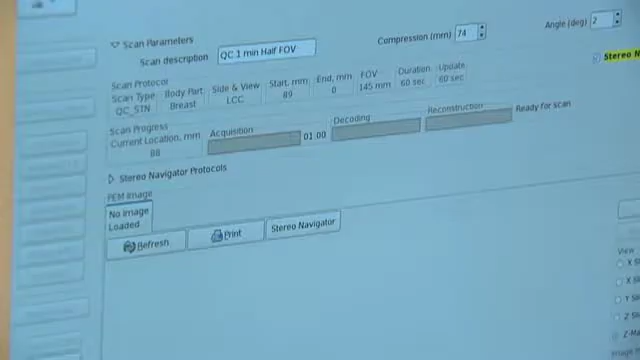 Scan Parameters
Scan description QC 1 min Half FOV Compression (mm) 74 Angle (deg) 2
Stereo N
Scan Protocol
Scan Type Body Part Side & View Start, mm End, mm FOV Duration Update
QC_STN Breast LCC 89 0 145 mm 60 sec 60 sec
Scan Progress
Current Location, mm Acquisition 01:00 Decoding Reconstruction Ready for scan
88
Stereo Navigator Protocols
PEM Image
No Image
Loaded
Refresh Print Stereo Navigator
View
X S
X S
Y S
Z S
Z-Ma
Image